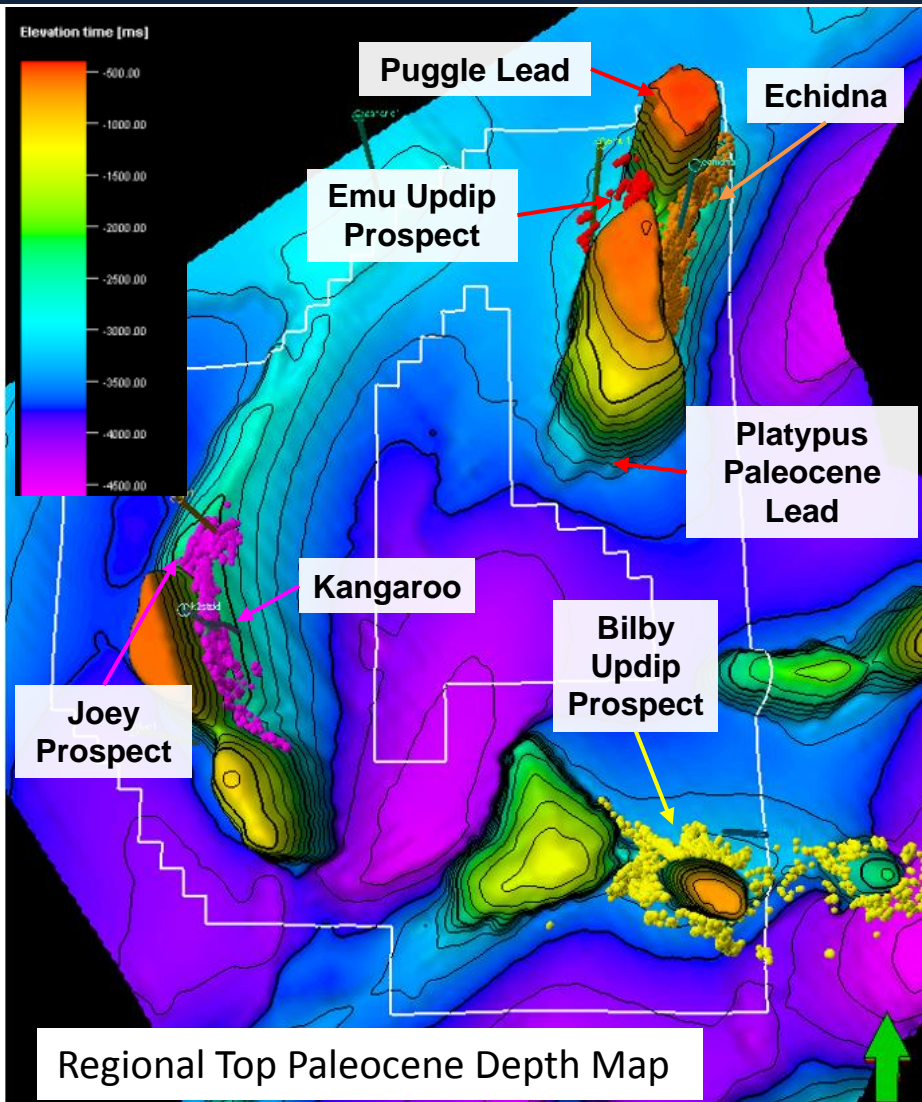 Elevation time [ms]
-500.00
-1000.00
-1500.00
-2000.00
-2500.00
-3000.00
-3500.00
-4000.00
-4500.00
Puggle Lead
Echidna
Emu Updip
Prospect
Platypus
Paleocene
Lead
Kangaroo
Bilby
Updip
Prospect
Joey
Prospect
Regional Top Paleocene Depth Map